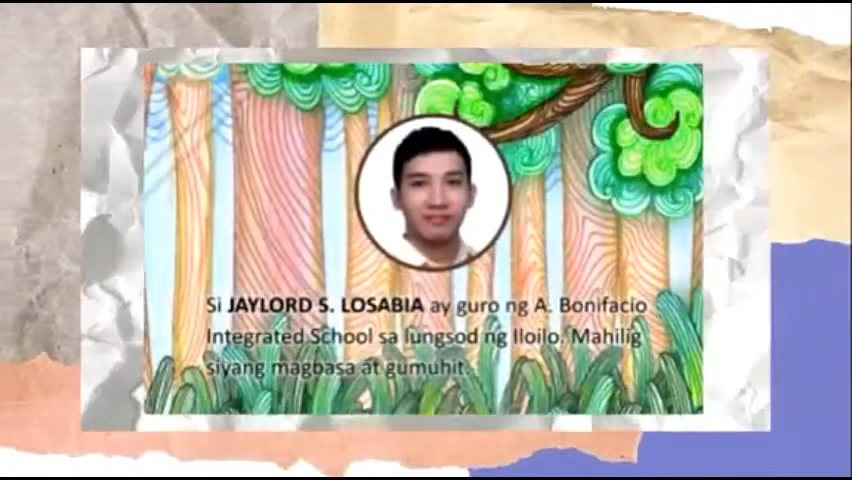 Si JAYLORD S. LOSABIA ay guro ng A. Bonifacio
Integrated School sa lungsod ng Iloilo. Mahilig
siyang magbasa at gumuhit.